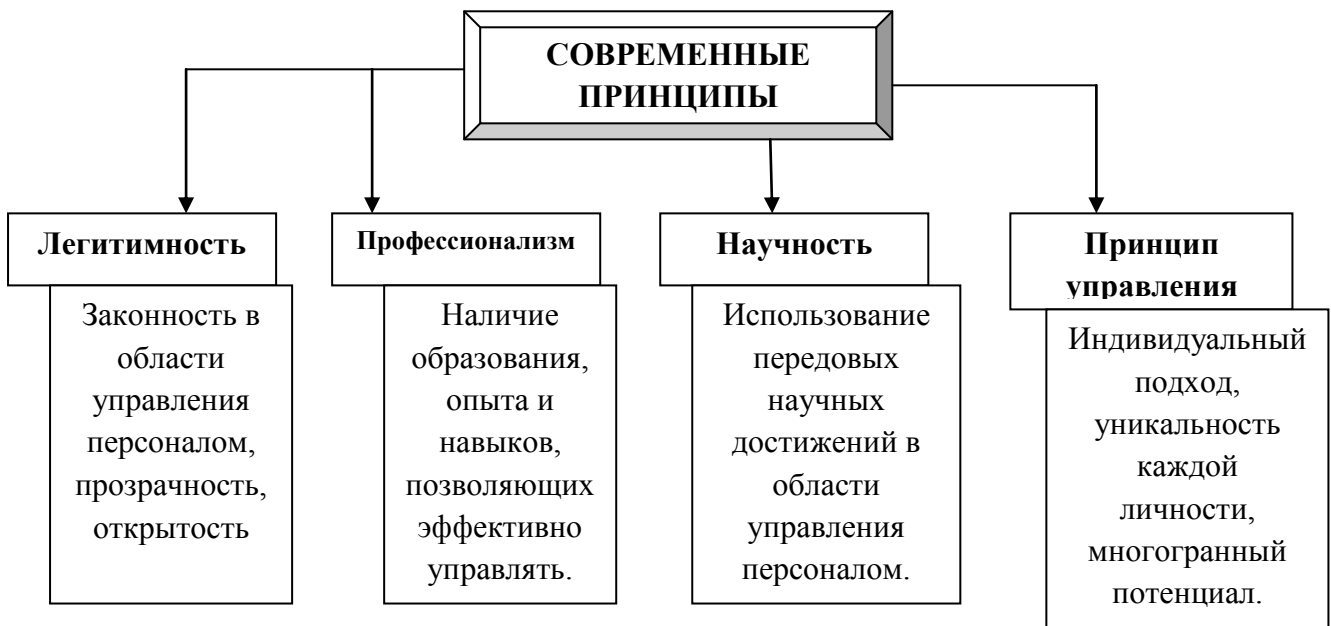 СОВРЕМЕННЫЕ
ПРИНЦИПЫ
Легитимность
Законность в
области
управления
персоналом,
прозрачность,
открытость
Профессионализм
Наличие
образования,
опыта и
навыков,
позволяющих
эффективно
управлять.
Научность
Использование
передовых
научных
достижений в
области
управления
персоналом.
Принцип
управления
Индивидуальный
подход,
уникальность
каждой
личности,
многогранный
потенциал.